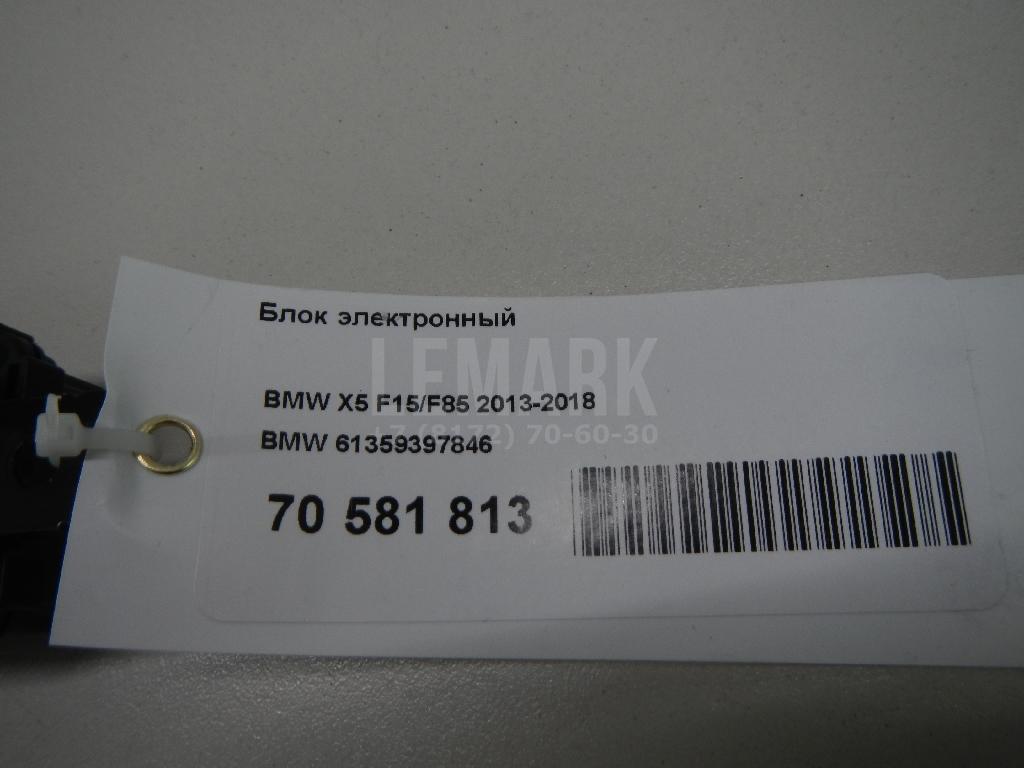 Блок электронный
LEMARK
BMW X5 F15/F85 2013-2018
+7 (8172) 70-60-30
BMW 61359397846
70 581 813